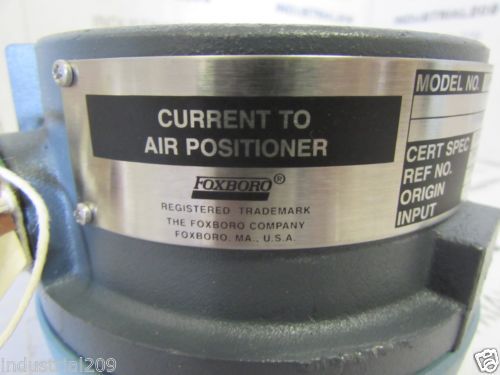 CURRENT TO
AIR POSITIONER
FOXBORO®
REGISTERED TRADEMARK
THE FOXBORO COMPANY
FOXBORO, MA., U.S.A.
MODEL NO.
CERT SPEC
REF NO.
ORIGIN
INPUT
industrial209